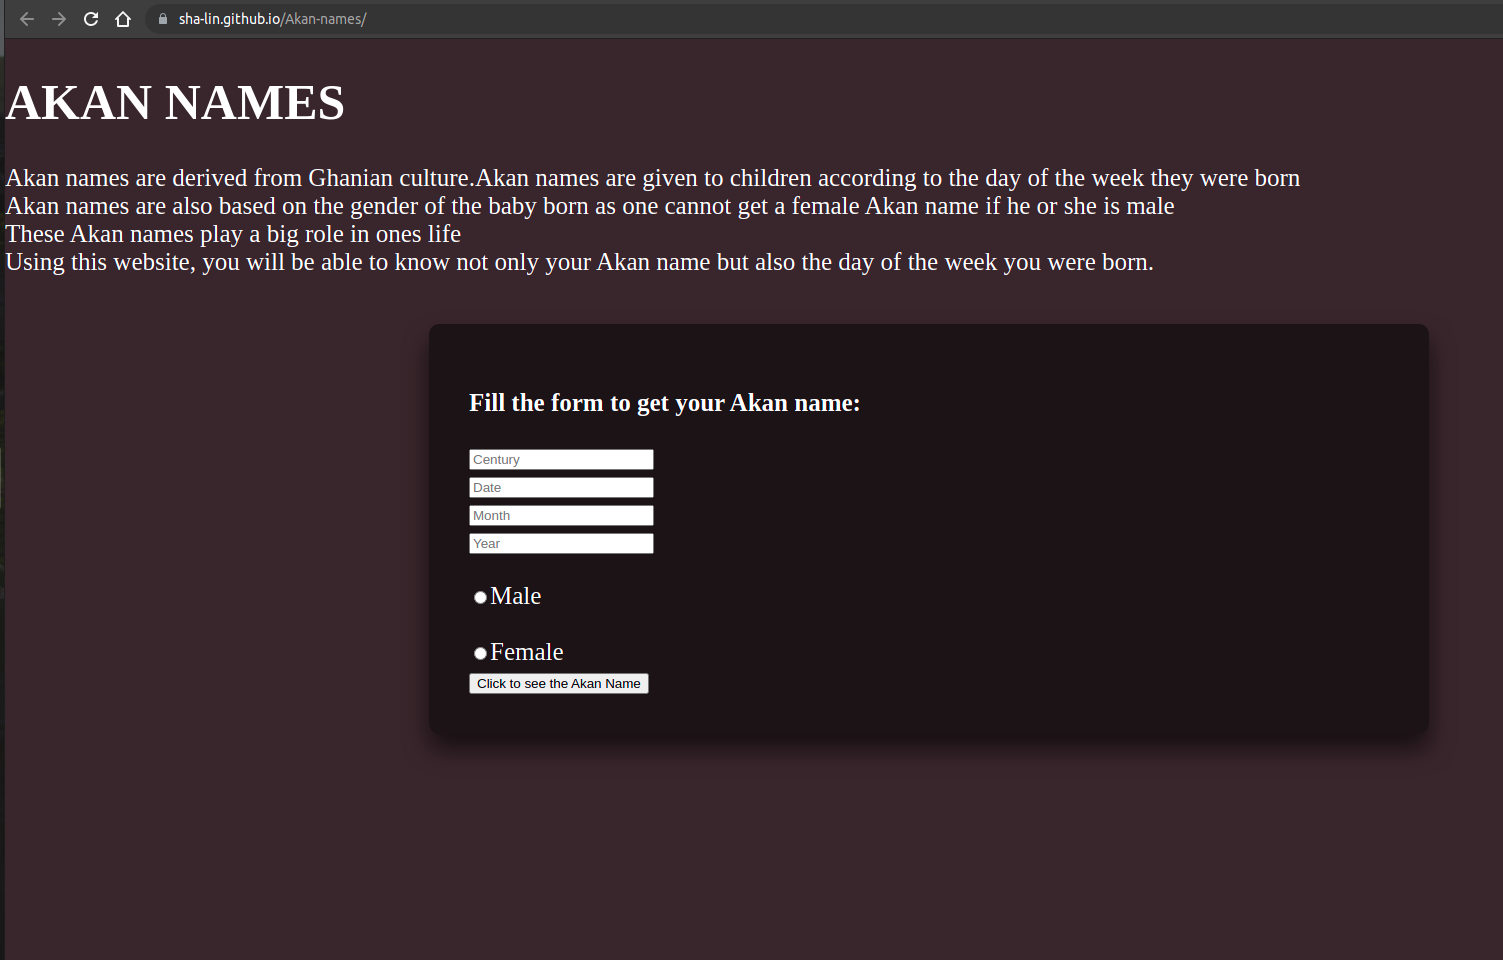 sha-lin.github.io/Akan-names/
AKAN NAMES
Akan names are derived from Ghanian culture.Akan names are given to children according to the day of the week they were born
Akan names are also based on the gender of the baby born as one cannot get a female Akan name if he or she is male
These Akan names play a big role in ones life
Using this website, you will be able to know not only your Akan name but also the day of the week you were born.
Fill the form to get your Akan name:
Century
Date
Month
Year
Male
Female
Click to see the Akan Name